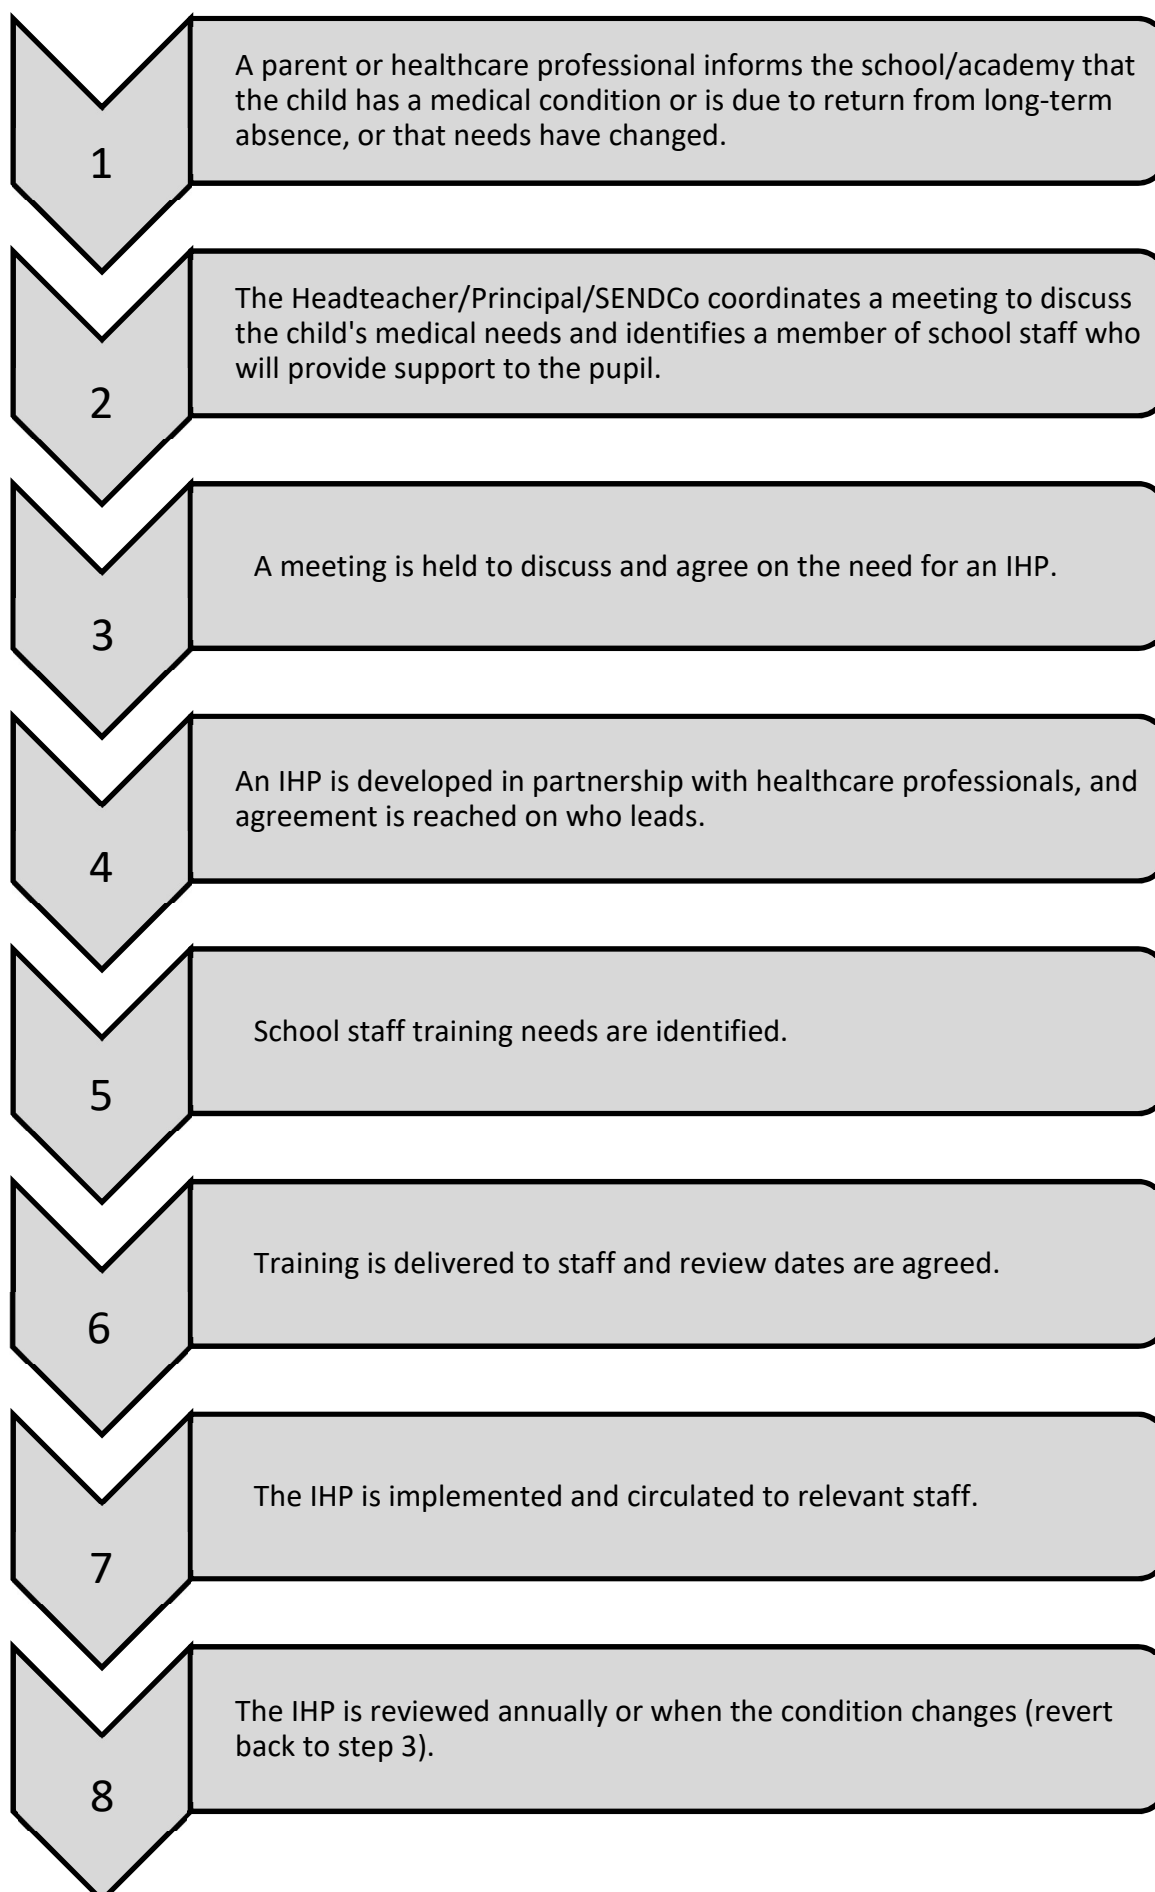 A parent or healthcare professional informs the school/academy that
the child has a medical condition or is due to return from long-term
absence, or that needs have changed.
1
The Headteacher/Principal/SENDCo coordinates a meeting to discuss
the child's medical needs and identifies a member of school staff who
will provide support to the pupil.
2
A meeting is held to discuss and agree on the need for an IHP.
3
An IHP is developed in partnership with healthcare professionals, and
agreement is reached on who leads.
4
School staff training needs are identified.
5
Training is delivered to staff and review dates are agreed.
6
The IHP is implemented and circulated to relevant staff.
7
The IHP is reviewed annually or when the condition changes (revert
back to step 3).
8